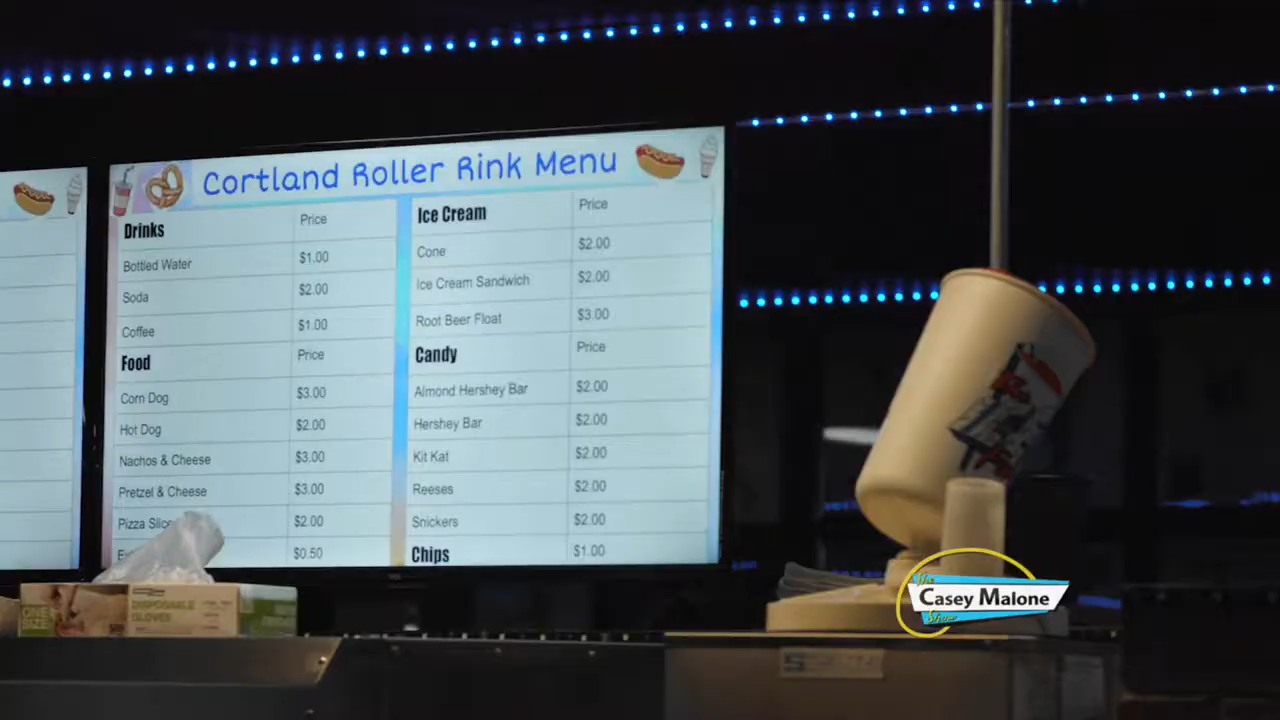 Cortland Roller Rink Menu
Drinks Price
Bottled Water $1.00
Soda $2.00
Coffee $1.00
Food Price
Corn Dog $3.00
Hot Dog $2.00
Nachos & Cheese $3.00
Pretzel & Cheese $3.00
Pizza Slice $2.00
$0.50
Ice Cream Price
Cone $2.00
Ice Cream Sandwich $2.00
Root Beer Float $3.00
Candy Price
Almond Hershey Bar $2.00
Hershey Bar $2.00
Kit Kat $2.00
Reeses $2.00
Snickers $2.00
Chips $1.00
ONE SIZE
DISPOSABLE
GLOVES
The
Casey Malone
Show